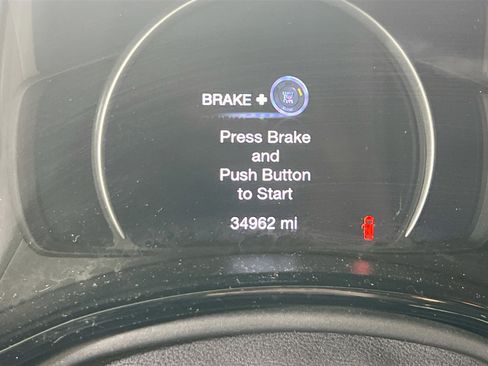 BRAKE +
Press Brake
and
Push Button
to Start
34962 mi